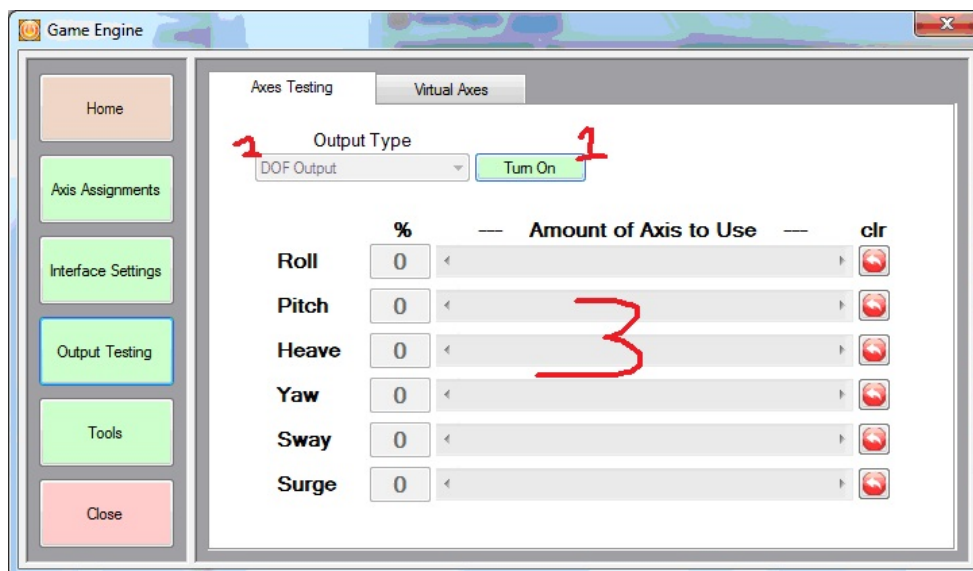 Game Engine
Home
Axis Assignments
Interface Settings
Output Testing
Tools
Close
Axes Testing Virtual Axes
1 Output Type 1
DOF Output Turn On
% --- Amount of Axis to Use --- clr
Roll 0
Pitch 0
3
Heave 0
Yaw 0
Sway 0
Surge 0